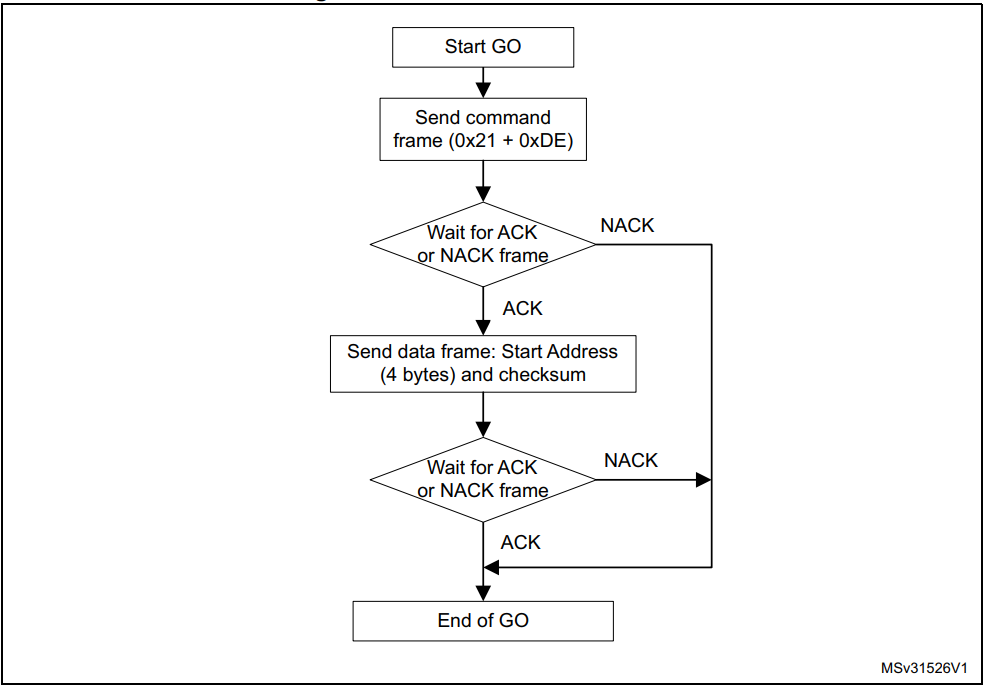 Start GO
Send command
frame (0x21 + 0xDE)
Wait for ACK
or NACK frame
NACK
ACK
Send data frame: Start Address
(4 bytes) and checksum
Wait for ACK
or NACK frame
NACK
ACK
End of GO
MSv31526V1